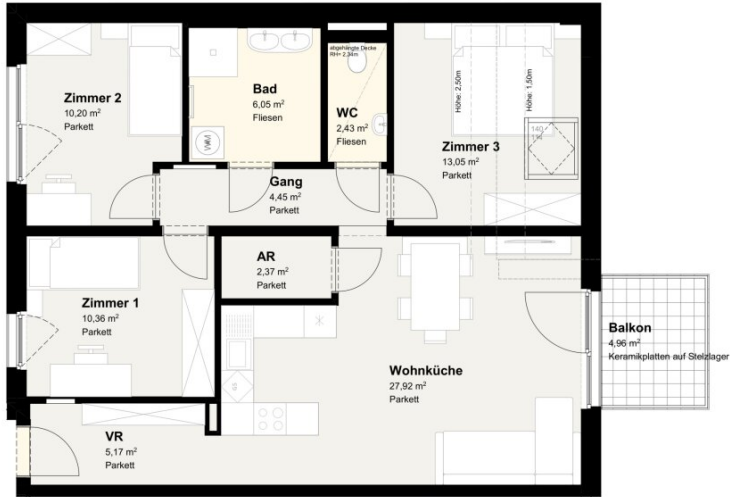 Zimmer 2
10,20 m²
Parkett
Bad
6,05 m²
Fliesen
WM
abgehängte Decke
RH= 2,34m
WC
2,43 m²
Fliesen
Höhe: 2,50m
Höhe: 1,50m
Zimmer 3
13,05 m²
Parkett
140
Gang
4,45 m²
Parkett
AR
2,37 m²
Parkett
Zimmer 1
10,36 m²
Parkett
GS
Wohnküche
27,92 m²
Parkett
Balkon
4,96 m²
Keramikplatten auf Stelzlager
VR
5,17 m²
Parkett